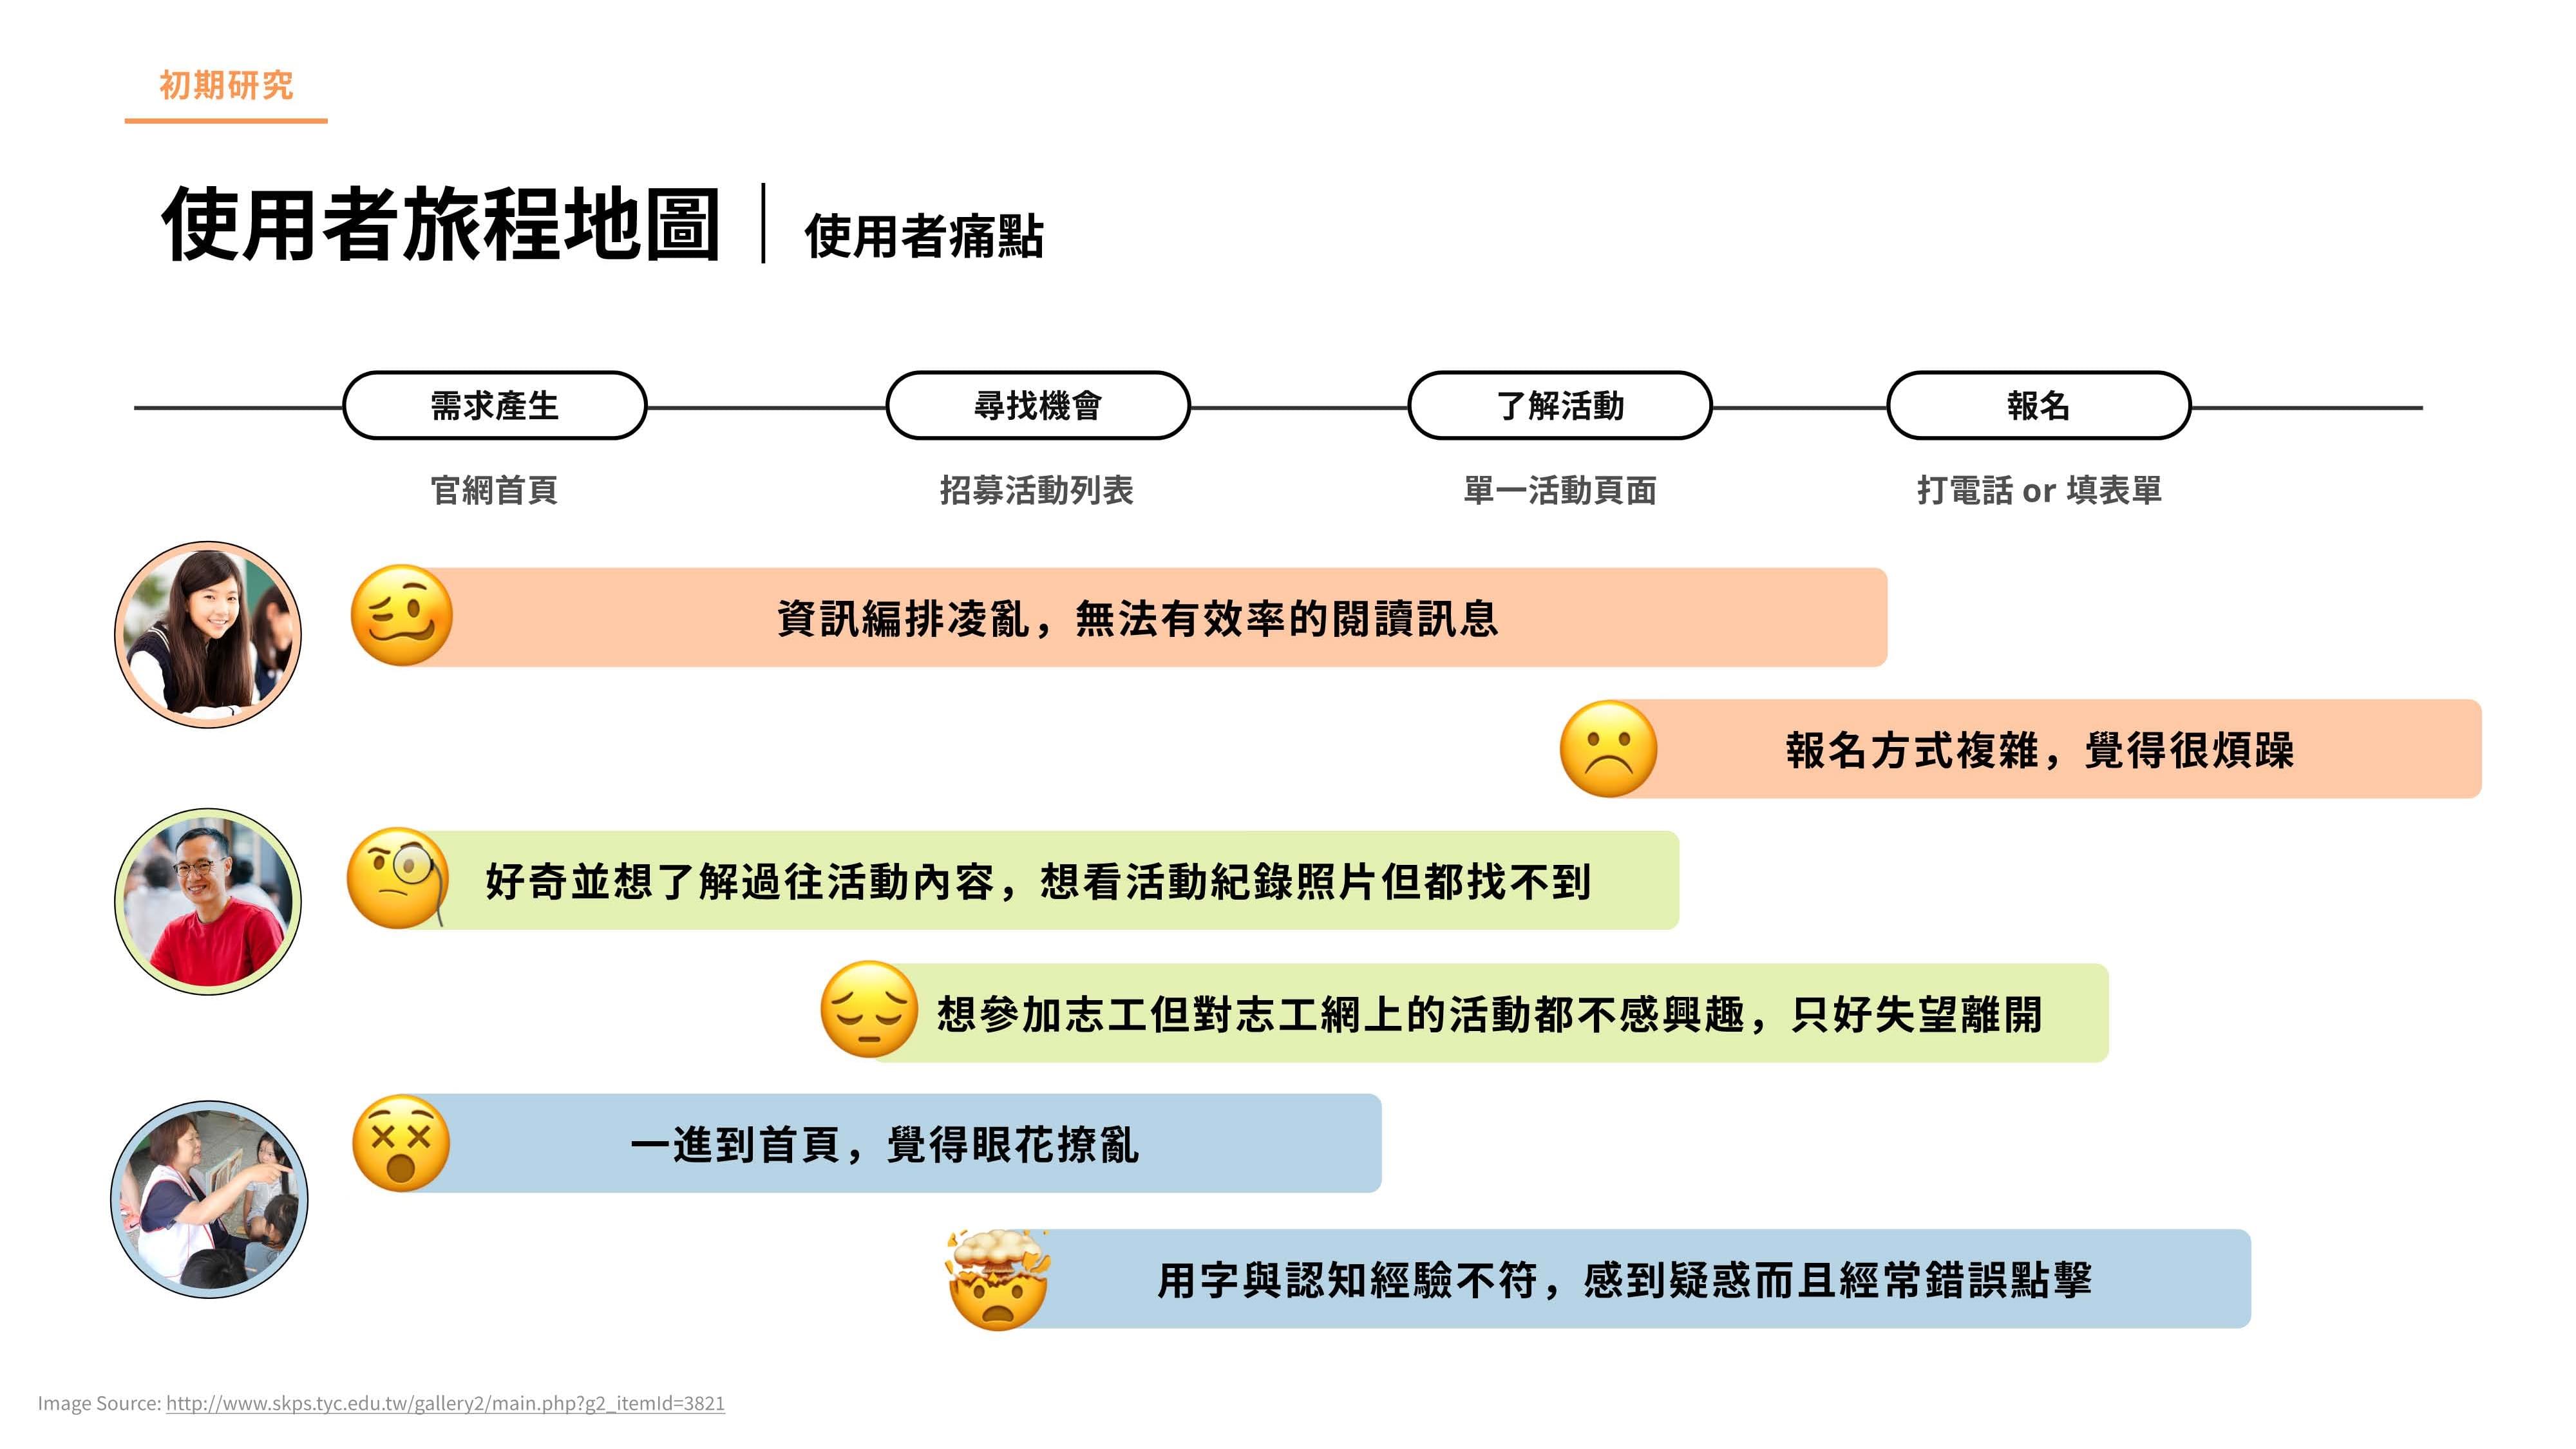 初期研究
使用者旅程地圖
使用者痛點
需求產生
尋找機會
了解活動
報名
官網首頁
招募活動列表
單一活動頁面
打電話 or 填表單
資訊編排凌亂，無法有效率的閱讀訊息
報名方式複雜，覺得很煩躁
好奇並想了解過往活動內容，想看活動紀錄照片但都找不到
想參加志工但對志工網上的活動都不感興趣，只好失望離開
一進到首頁，覺得眼花撩亂
用字與認知經驗不符，感到疑惑而且經常錯誤點擊
Image Source: http://www.skps.tyc.edu.tw/gallery2/main.php?g2_itemId=3821